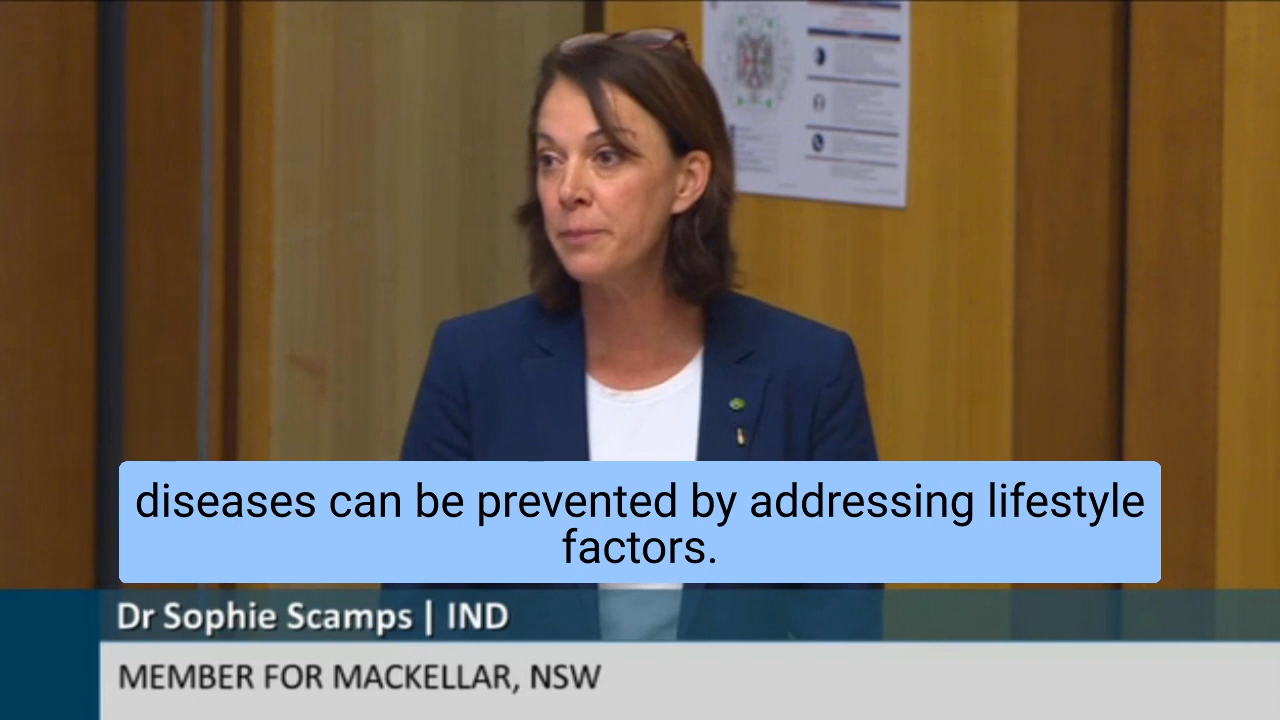 diseases can be prevented by addressing lifestyle
factors.
Dr Sophie Scamps | IND
MEMBER FOR MACKELLAR, NSW